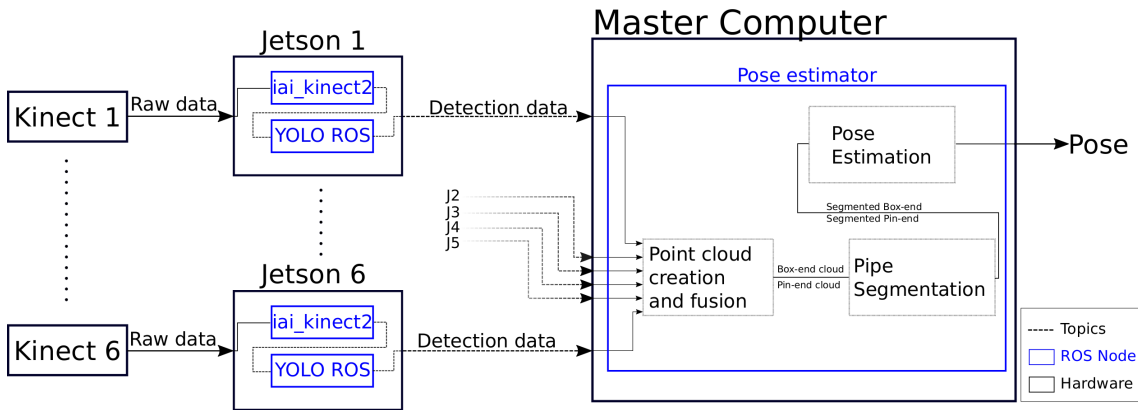 Master Computer
Jetson 1
Pose estimator
iai_kinect2
Raw data
Detection data
Kinect 1
YOLO ROS
Pose
Estimation
Pose
J2
J3
J4
J5
Segmented Box-end
Segmented Pin-end
Point cloud
creation
and fusion
Box-end cloud
Pin-end cloud
Pipe
Segmentation
Jetson 6
iai_kinect2
Raw data
Detection data
Kinect 6
YOLO ROS
Topics
ROS Node
Hardware